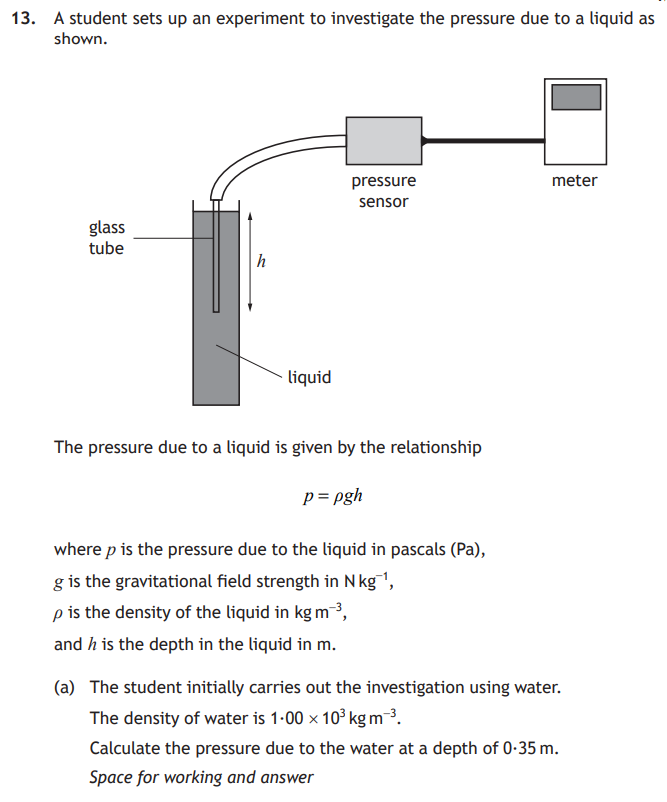 13. A student sets up an experiment to investigate the pressure due to a liquid as
shown.
pressure
sensor
meter
glass
tube
h
liquid
The pressure due to a liquid is given by the relationship
p = ρgh
where p is the pressure due to the liquid in pascals (Pa),
g is the gravitational field strength in N kg⁻¹,
ρ is the density of the liquid in kg m⁻³,
and h is the depth in the liquid in m.
(a) The student initially carries out the investigation using water.
The density of water is 1·00 × 10³ kg m⁻³.
Calculate the pressure due to the water at a depth of 0·35 m.
Space for working and answer